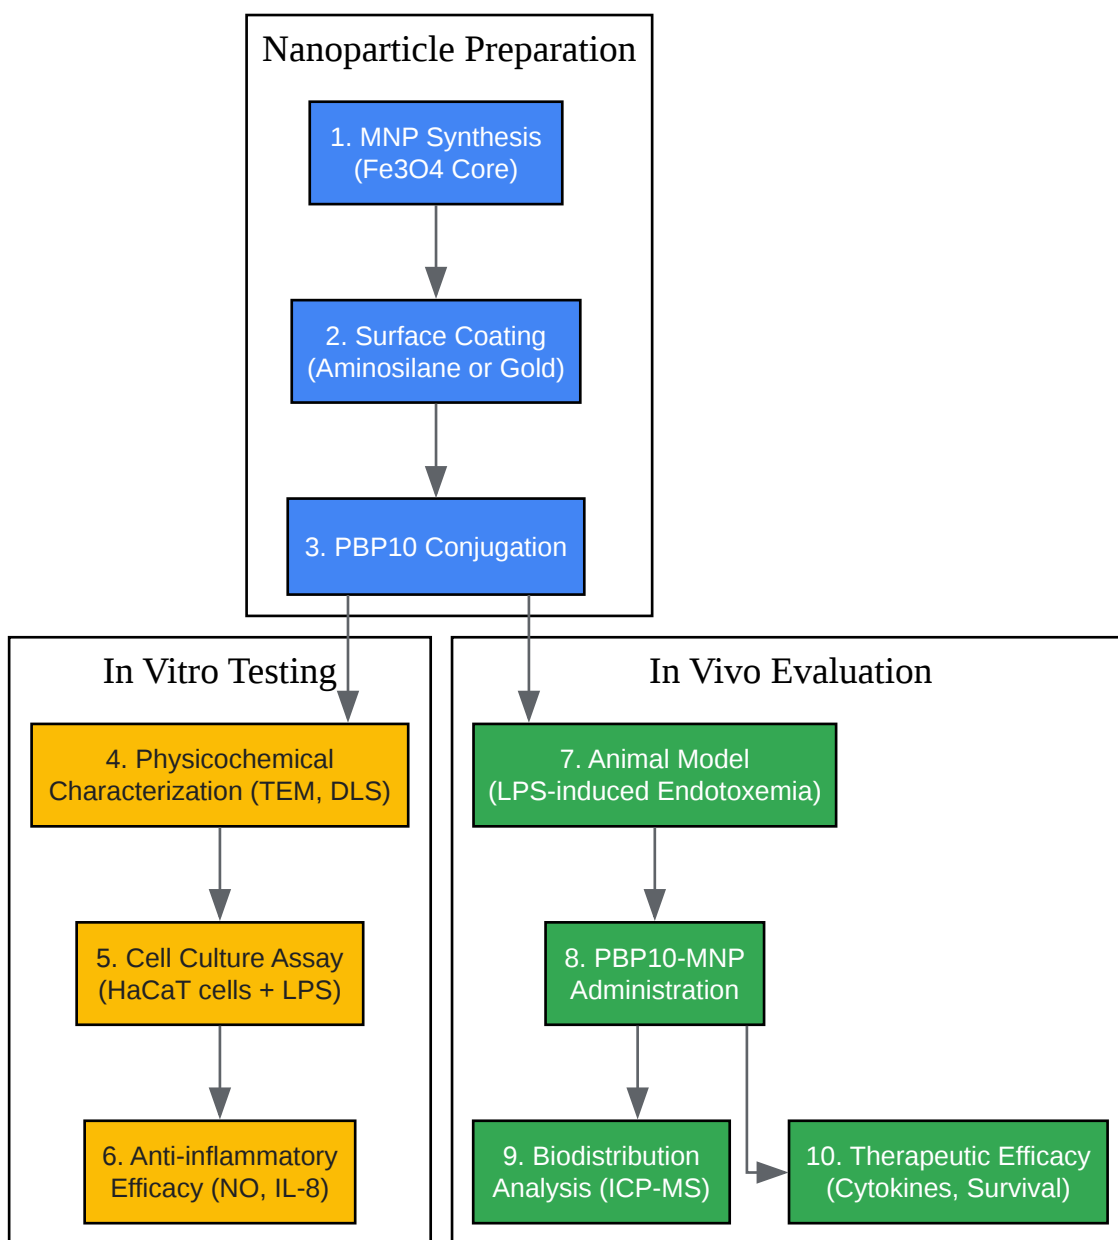 Nanoparticle Preparation
1. MNP Synthesis
(Fe3O4 Core)
2. Surface Coating
(Aminosilane or Gold)
3. PBP10 Conjugation
In Vitro Testing
4. Physicochemical
Characterization (TEM, DLS)
5. Cell Culture Assay
(HaCaT cells + LPS)
6. Anti-inflammatory
Efficacy (NO, IL-8)
In Vivo Evaluation
7. Animal Model
(LPS-induced Endotoxemia)
8. PBP10-MNP
Administration
9. Biodistribution
Analysis (ICP-MS)
10. Therapeutic Efficacy
(Cytokines, Survival)